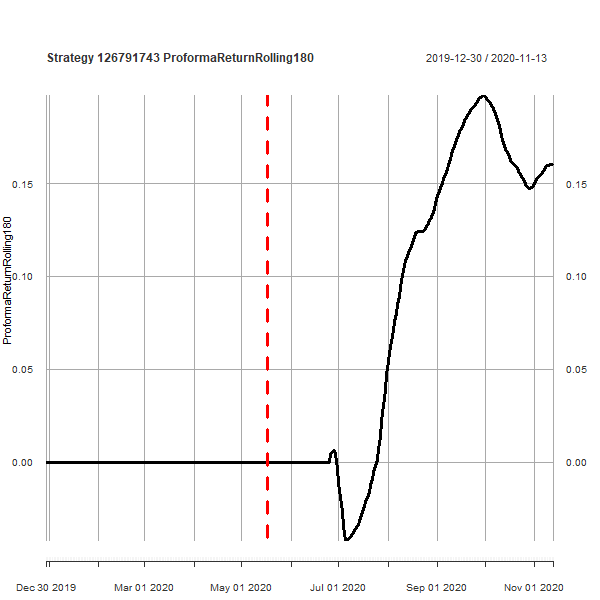 Strategy 126791743 ProformaReturnRolling180
2019-12-30 / 2020-11-13
ProformaReturnRolling180
0.15
0.10
0.05
0.00
0.15
0.10
0.05
0.00
Dec 30 2019
Mar 01 2020
May 01 2020
Jul 01 2020
Sep 01 2020
Nov 01 2020